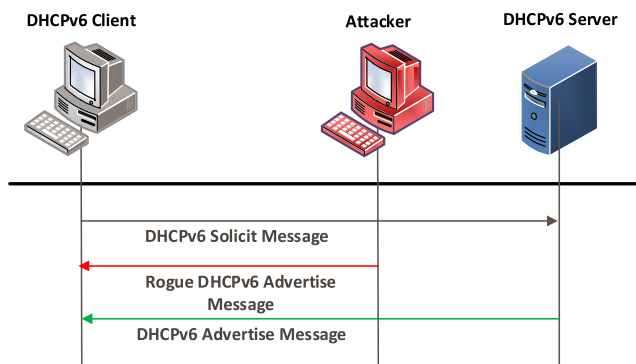 DHCPv6 Client
Attacker
DHCPv6 Server
DHCPv6 Solicit Message
Rogue DHCPv6 Advertise
Message
DHCPv6 Advertise Message